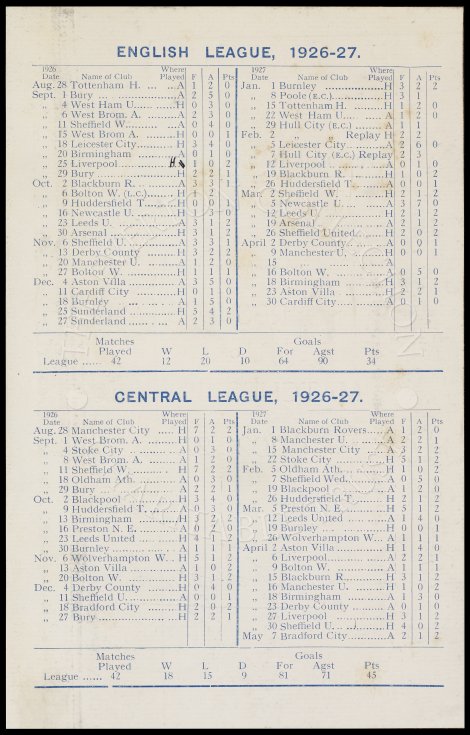 ENGLISH LEAGUE, 1926-27.
1926 Where
Date Name of Club Played F A Pts
Aug. 28 Tottenham H. ... ... A 1 2 0
Sept. 1 Bury ............ A 2 5 0
„ 4 West Ham U. ...... H 0 3 0
„ 6 West Brom. A. ... A 2 3 0
„ 11 Sheffield W. ...... A 0 4 0
„ 15 West Brom A. ... H 0 0 1
„ 18 Leicester City ...... H 3 4 0
„ 20 Birmingham ...... A 0 1 0
„ 25 Liverpool ...... H 1 0
„ 29 Bury ............ H 2 2 1
Oct. 2 Blackburn R. ...... A 3 3 1
„ 6 Bolton W. (L.C.) ... H
„ 9 Huddersfield T. ... H 0 0 1
„ 16 Newcastle U. ...... H 1 3 0
„ 23 Leeds U. ...... A 3 1 2
„ 30 Arsenal ...... H 3 1
Nov. 6 Sheffield U. ...... A 3 3 1
„ 13 Derby County ...... H 3 2 2
„ 20 Manchester U. ... A 1 2 0
„ 27 Bolton W. ...... H 1 1 1
Dec. 4 Aston Villa ...... A 3 5 0
„ 11 Cardiff City ...... H 0 1 0
„ 18 Burnley ...... A 1 5 0
„ 25 Sunderland ...... H 5 4 2
„ 27 Sunderland ...... A 2 3 0
1927 Where
Date Name of Club Played F A Pts
Jan. 1 Burnley ...... H 3 2 2
„ 8 Poole (E.C.) ...... H 3 1
„ 15 Tottenham H. ...... H 1 2 0
„ 22 West Ham U. ...... A 1 2 0
„ 29 Hull City (E.C.) ...... A 1 1
Feb. 2 „ „ Replay H 2 2
„ 5 Leicester City ...... A 2 6 0
„ 7 Hull City (E.C.) Replay 2 3
„ 12 Liverpool ...... A 0 1 0
„ 19 Blackburn R. ...... H 1 0 2
„ 26 Huddersfield T. ... A 0 0 1
Mar. 2 Sheffield W. ...... H 2 1 2
„ 5 Newcastle U. ...... A 3 7 0
„ 12 Leeds U. ...... H 2 1 2
„ 19 Arsenal ...... A 2 1 2
„ 26 Sheffield United ...... H 2 0 2
April 2 Derby County ...... A 0 0 1
„ 9 Manchester U. ...... H 0 0 1
„ 15
„ 16 Bolton W. ...... A 0 5 0
„ 18 Birmingham ...... H 3 1 2
„ 23 Aston Villa ...... H 2 2 1
„ 30 Cardiff City ...... A 0 1 0
Matches Goals
Played W L D For Agst Pts
League ...... 42 12 20 10 64 90 34
CENTRAL LEAGUE, 1926-27.
1926 Where
Date Name of Club Played F A Pts
Aug. 28 Manchester City ... H 7 2 2
Sept. 1 West Brom. A. ... H 0 1 0
„ 4 Stoke City ...... A 0 3 0
„ 8 West Brom A. ... H 1 2 0
„ 11 Sheffield W. ...... H 7 2 2
„ 18 Oldham Ath. ...... A 0 3 0
„ 29 Bury ...... A 2 1 2
Oct. 2 Blackpool ...... H 3 4 0
„ 9 Huddersfield T. ... A 0 3 0
„ 13 Birmingham ...... H 3 2 2
„ 16 Preston N. E. ...... A 0 2 0
„ 23 Leeds United ...... H 3 1 2
„ 30 Burnley ...... A 1 1 1
Nov. 6 Wolverhampton W. .. H 5 1 2
„ 13 Aston Villa ...... A 1 0 2
„ 20 Bolton W. ...... H 3 1 2
Dec. 4 Derby County ...... H 0 4 0
„ 11 Sheffield U. ...... A 0 1 0
„ 18 Bradford City ...... H 2 0 2
„ 27 Bury ...... H 2 2 1
1927 Where
Date Name of Club Played F A Pts
Jan. 1 Blackburn Rovers... A 1 2 0
„ 8 Manchester U. ... A 2 2 1
„ 15 Manchester City ... A 3 2 2
„ 22 Stoke City ...... H 5 1 2
Feb. 5 Oldham Ath. ...... H 1 0 2
„ 7 Sheffield Wed. ...... A 0 5 0
„ 19 Blackpool ...... A 1 2 0
„ 26 Huddersfield T. ... H 2 1 2
Mar. 5 Preston N. E. ...... H 5 1 2
„ 12 Leeds United ...... A 1 4 0
„ 19 Burnley ...... H 0 0 1
„ 26 Wolverhampton W. ... A 1 1 1
April 2 Aston Villa ...... H 1 4 0
„ 6 Liverpool ...... A 2 2 1
„ 9 Bolton W. ...... A 1 1 1
„ 15 Blackburn R. ...... H 3 1 2
„ 16 Manchester U. ...... H 1 0 2
„ 18 Birmingham ...... A 1 3 0
„ 23 Derby County ...... A 0 1 0
„ 27 Liverpool ...... H 3 1 2
„ 30 Sheffield U. ...... H 4 0 2
May 7 Bradford City ...... A 2 1 2
Matches Goals
Played W L D For Agst Pts
League ...... 42 18 15 9 81 71 45